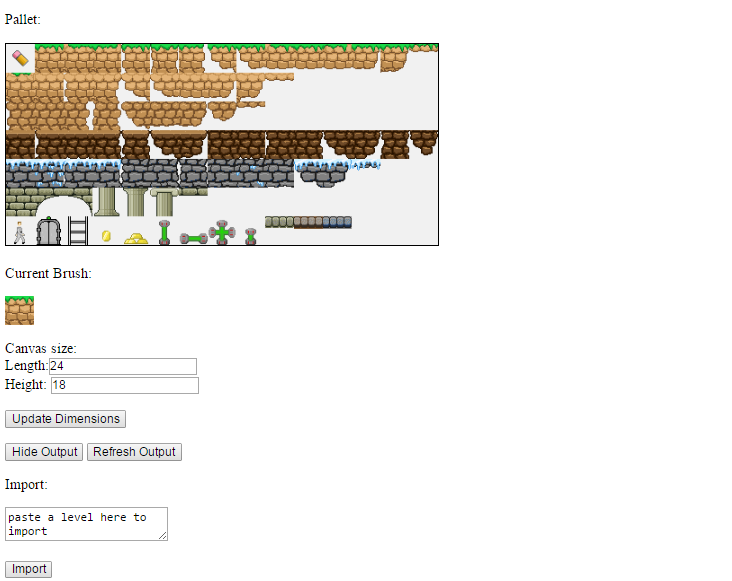 Pallet:
Current Brush:
Canvas size:
Length:24
Height: 18
Update Dimensions
Hide Output Refresh Output
Import:
paste a level here to
import
Import